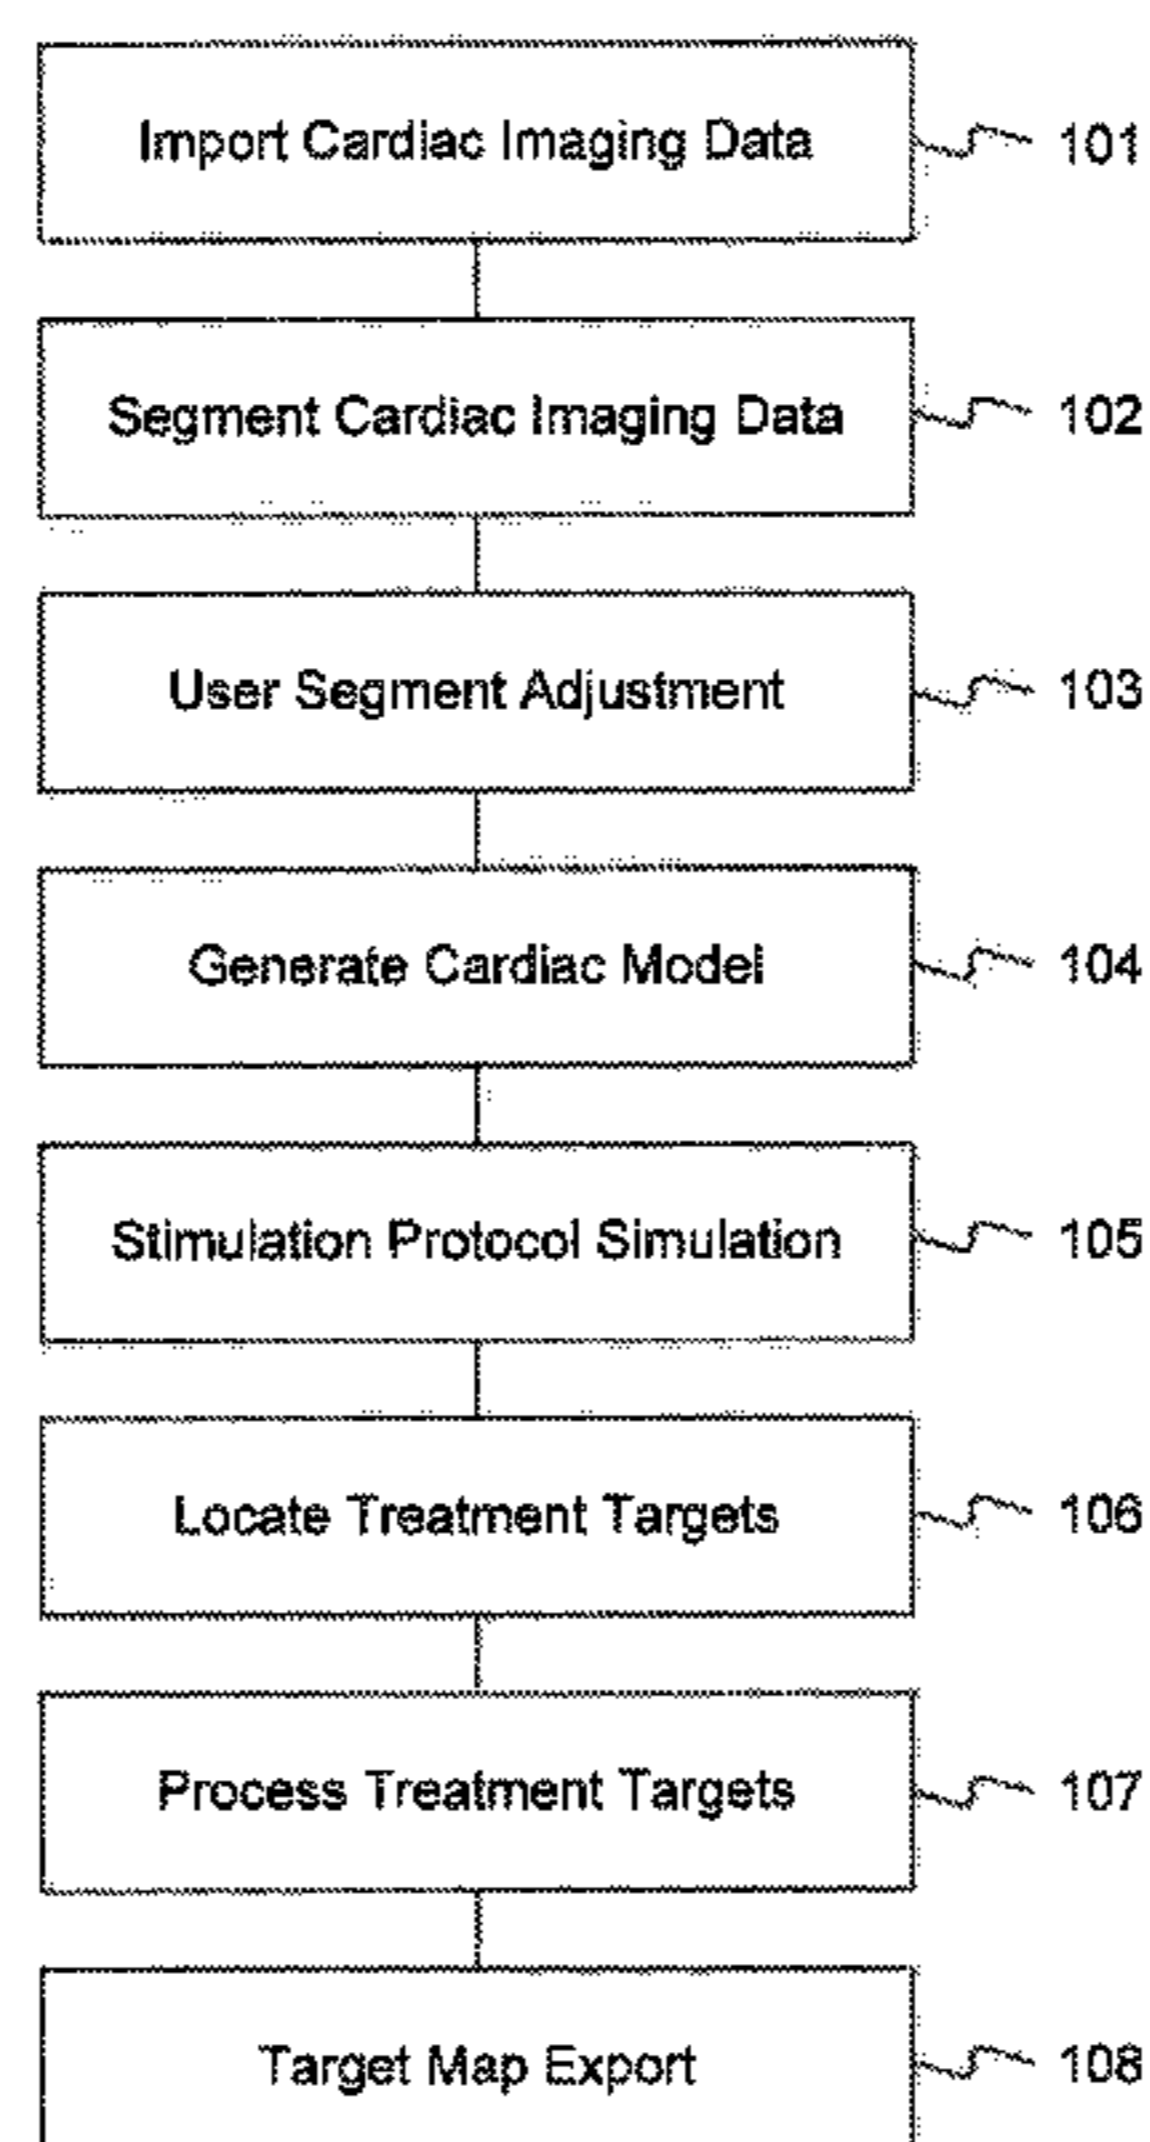 Import Cardiac Imaging Data 101
Segment Cardiac Imaging Data 102
User Segment Adjustment 103
Generate Cardiac Model 104
Stimulation Protocol Simulation 105
Locate Treatment Targets 106
Process Treatment Targets 107
Target Map Export 108